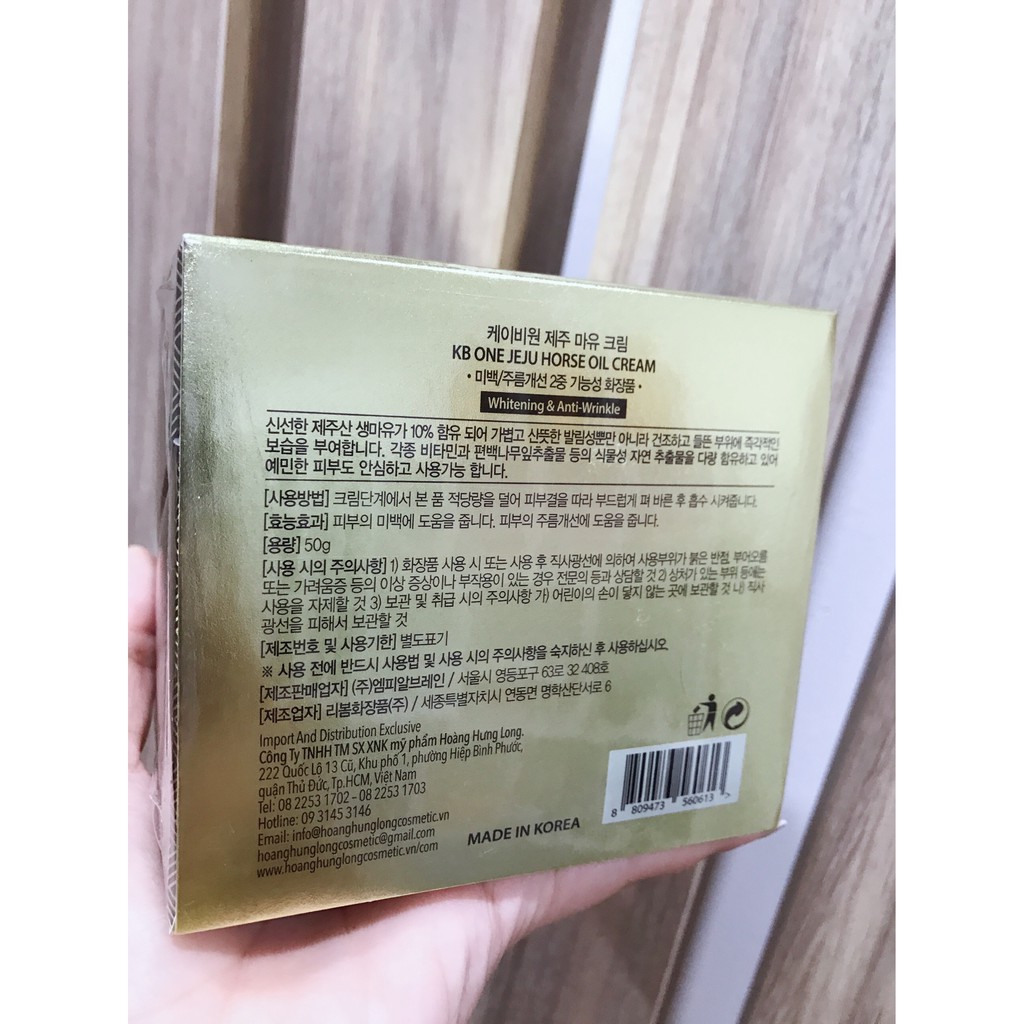 케이비원 제주 마유 크림
KB ONE JEJU HORSE OIL CREAM
• 미백/주름개선 2중 기능성 화장품 •
Whitening & Anti-Wrinkle
신선한 제주산 생마유가 10% 함유 되어 가볍고 산뜻한 발림성뿐만 아니라 건조하고 들뜬 부위에 즉각적인
보습을 부여합니다. 각종 비타민과 편백나무잎추출물 등의 식물성 자연 추출물을 다량 함유하고 있어
예민한 피부도 안심하고 사용가능 합니다.
[사용방법] 크림단계에서 본 품 적당량을 덜어 피부결을 따라 부드럽게 펴 바른 후 흡수 시켜줍니다.
[효능효과] 피부의 미백에 도움을 줍니다. 피부의 주름개선에 도움을 줍니다.
[용량] 50g
[사용 시의 주의사항] 1) 화장품 사용 시 또는 사용 후 직사광선에 의하여 사용부위가 붉은 반점, 부어오름
또는 가려움증 등의 이상 증상이나 부작용이 있는 경우 전문의 등과 상담할 것 2) 상처가 있는 부위 등에는
사용을 자제할 것 3) 보관 및 취급 시의 주의사항 가) 어린이의 손이 닿지 않는 곳에 보관할 것 나) 직사
광선을 피해서 보관할 것
[제조번호 및 사용기한] 별도표기
※ 사용 전에 반드시 사용법 및 사용 시의 주의사항을 숙지하신 후 사용하십시오.
[제조판매업자] (주)엠피알브레인 / 서울시 영등포구 63로 32 408호
[제조업자] 리봄화장품(주) / 세종특별자치시 연동면 명학산단서로 6
Import And Distribution Exclusive
Công Ty TNHH TM SX XNK mỹ phẩm Hoàng Hưng Long.
222 Quốc Lộ 13 Cũ, Khu phố 1, phường Hiệp Bình Phước,
quận Thủ Đức, Tp.HCM, Việt Nam
Tel: 08 2253 1702 – 08 2253 1703
Hotline: 09 3145 3146
Email: info@hoanghunglongcosmetic.vn
hoanghunglongcosmetic@gmail.com
www.hoanghunglongcosmetic.vn/com
MADE IN KOREA
8 809473 560613 >